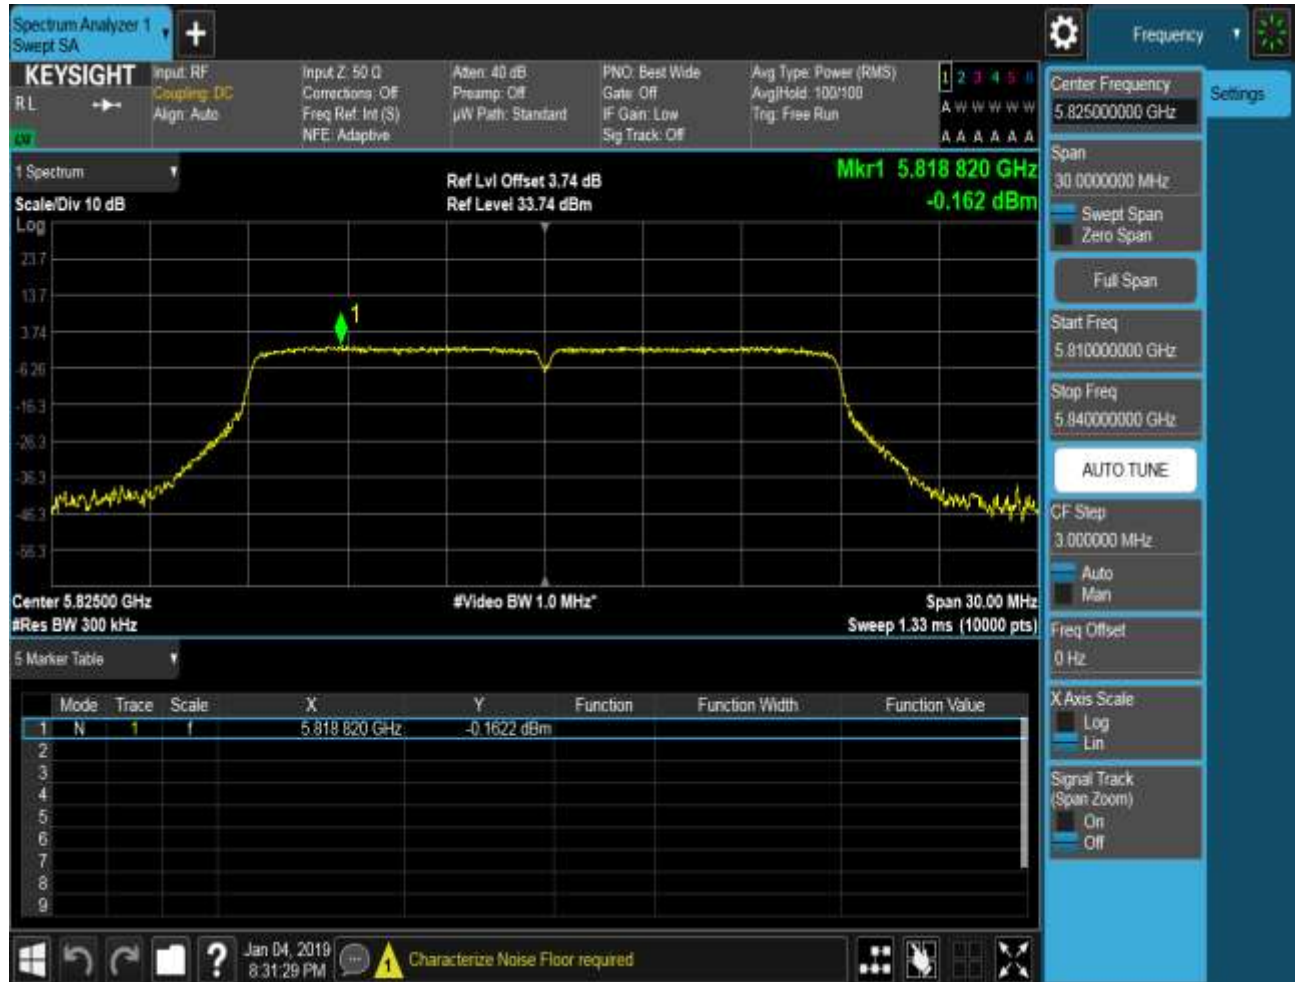 Spectrum Analyzer 1
Swept SA
Frequency
KEYSIGHT
R L
Input: RF
Coupling: DC
Align: Auto
Input Z: 50 Ω
Corrections: Off
Freq Ref: Int (S)
NFE: Adaptive
Atten: 40 dB
Preamp: Off
µW Path: Standard
PNO: Best Wide
Gate: Off
IF Gain: Low
Sig Track: Off
Avg Type: Power (RMS)
Avg|Hold: 100/100
Trig: Free Run
1 2 3 4 5 6
A W W W W W
A A A A A A
1 Spectrum
Scale/Div 10 dB
Ref Lvl Offset 3.74 dB
Ref Level 33.74 dBm
Mkr1 5.818 820 GHz
-0.162 dBm
Log
23.7
13.7
3.74
-6.26
-16.3
-26.3
-36.3
-46.3
-56.3
1
Center 5.82500 GHz
#Res BW 300 kHz
#Video BW 1.0 MHz*
Span 30.00 MHz
Sweep 1.33 ms (10000 pts)
5 Marker Table
Mode Trace Scale X Y Function Function Width Function Value
1 N 1 f 5.818 820 GHz -0.1622 dBm
2
3
4
5
6
7
8
9
Jan 04, 2019
8:31:29 PM
Characterize Noise Floor required
Center Frequency
5.825000000 GHz
Settings
Span
30.0000000 MHz
Swept Span
Zero Span
Full Span
Start Freq
5.810000000 GHz
Stop Freq
5.840000000 GHz
AUTO TUNE
CF Step
3.000000 MHz
Auto
Man
Freq Offset
0 Hz
X Axis Scale
Log
Lin
Signal Track
(Span Zoom)
On
Off